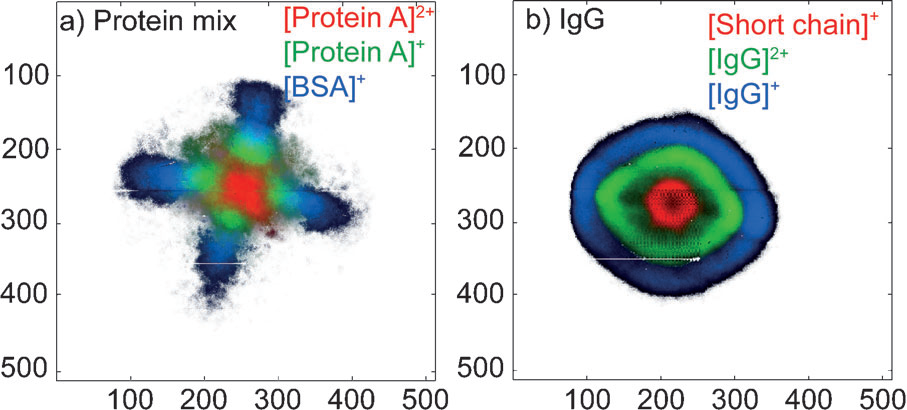 a) Protein mix
[Protein A]2+
[Protein A]+
[BSA]+
100
200
300
400
500
100 200 300 400 500
b) IgG
[Short chain]+
[IgG]2+
[IgG]+
100
200
300
400
500
100 200 300 400 500